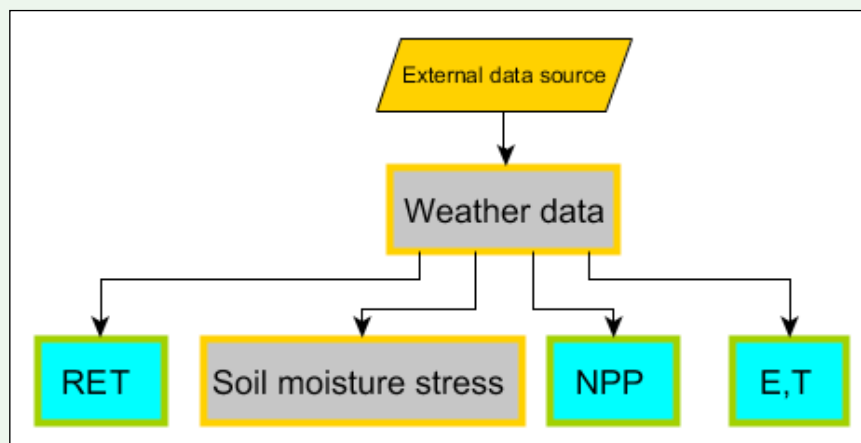 External data source
Weather data
RET
Soil moisture stress
NPP
E,T